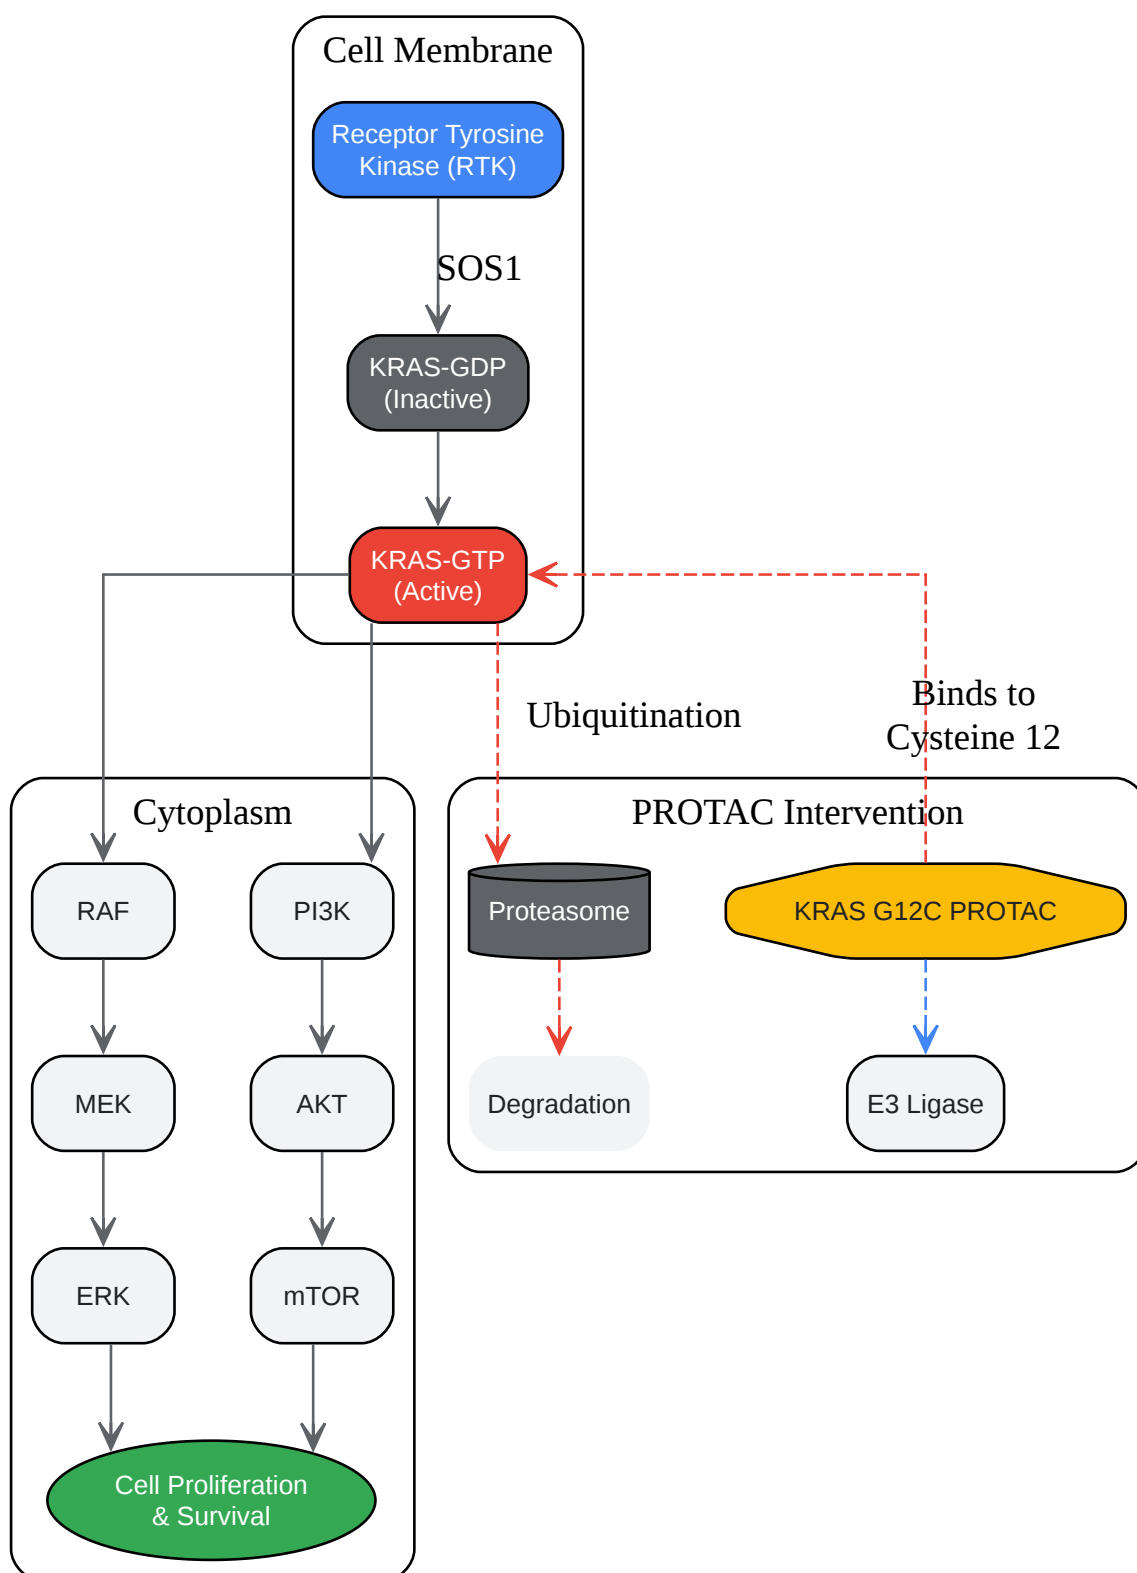 Cell Membrane
Receptor Tyrosine
Kinase (RTK)
SOS1
KRAS-GDP
(Inactive)
KRAS-GTP
(Active)
Ubiquitination
Binds to
Cysteine 12
Cytoplasm
RAF
PI3K
MEK
AKT
ERK
mTOR
Cell Proliferation
& Survival
PROTAC Intervention
Proteasome
KRAS G12C PROTAC
Degradation
E3 Ligase